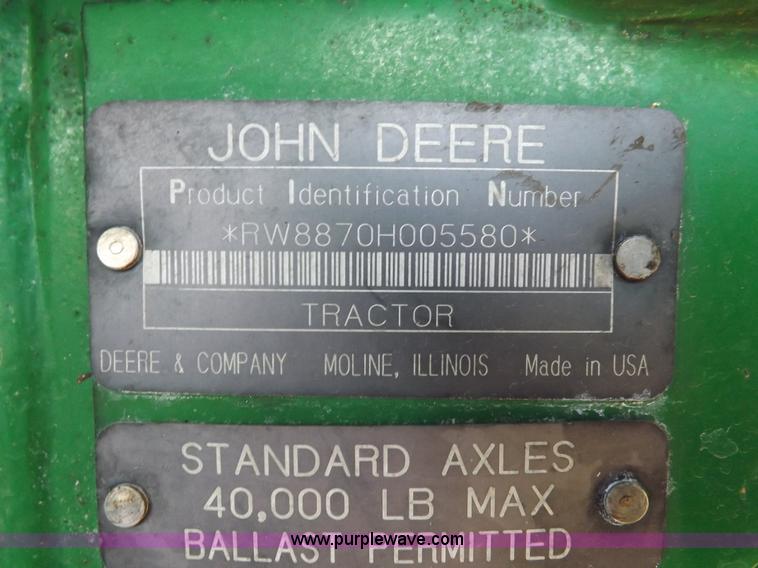 JOHN DEERE
Product Identification Number
*RW8870H005580*
TRACTOR
DEERE & COMPANY MOLINE, ILLINOIS Made in USA
STANDARD AXLES
40,000 LB MAX
BALLAST PERMITTED
www.purplewave.com